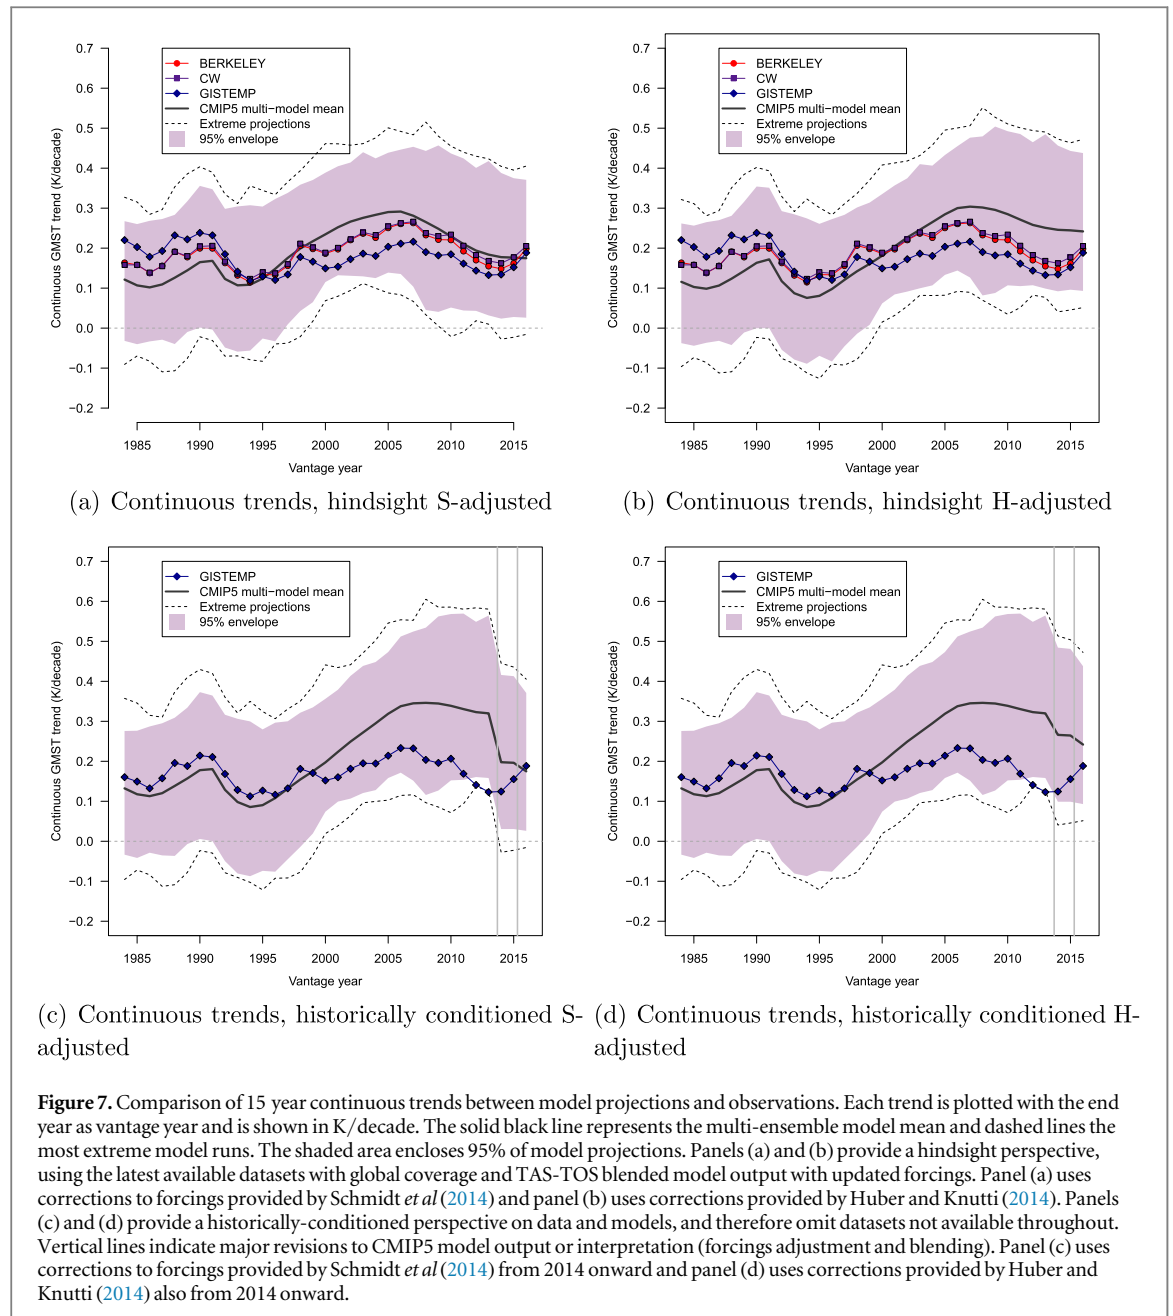 0.7
0.6
0.5
0.4
0.3
0.2
0.1
0.0
−0.1
−0.2
Continuous GMST trend (K/decade)
BERKELEY
CW
GISTEMP
CMIP5 multi−model mean
Extreme projections
95% envelope
1985 1990 1995 2000 2005 2010 2015
Vantage year
(a) Continuous trends, hindsight S-adjusted
0.7
0.6
0.5
0.4
0.3
0.2
0.1
0.0
−0.1
−0.2
Continuous GMST trend (K/decade)
BERKELEY
CW
GISTEMP
CMIP5 multi−model mean
Extreme projections
95% envelope
1985 1990 1995 2000 2005 2010 2015
Vantage year
(b) Continuous trends, hindsight H-adjusted
0.7
0.6
0.5
0.4
0.3
0.2
0.1
0.0
−0.1
−0.2
Continuous GMST trend (K/decade)
GISTEMP
CMIP5 multi−model mean
Extreme projections
95% envelope
1985 1990 1995 2000 2005 2010 2015
Vantage year
(c) Continuous trends, historically conditioned S-
adjusted
0.7
0.6
0.5
0.4
0.3
0.2
0.1
0.0
−0.1
−0.2
Continuous GMST trend (K/decade)
GISTEMP
CMIP5 multi−model mean
Extreme projections
95% envelope
1985 1990 1995 2000 2005 2010 2015
Vantage year
(d) Continuous trends, historically conditioned H-
adjusted
Figure 7. Comparison of 15 year continuous trends between model projections and observations. Each trend is plotted with the end
year as vantage year and is shown in K/decade. The solid black line represents the multi-ensemble model mean and dashed lines the
most extreme model runs. The shaded area encloses 95% of model projections. Panels (a) and (b) provide a hindsight perspective,
using the latest available datasets with global coverage and TAS-TOS blended model output with updated forcings. Panel (a) uses
corrections to forcings provided by Schmidt et al (2014) and panel (b) uses corrections provided by Huber and Knutti (2014). Panels
(c) and (d) provide a historically-conditioned perspective on data and models, and therefore omit datasets not available throughout.
Vertical lines indicate major revisions to CMIP5 model output or interpretation (forcings adjustment and blending). Panel (c) uses
corrections to forcings provided by Schmidt et al (2014) from 2014 onward and panel (d) uses corrections provided by Huber and
Knutti (2014) also from 2014 onward.